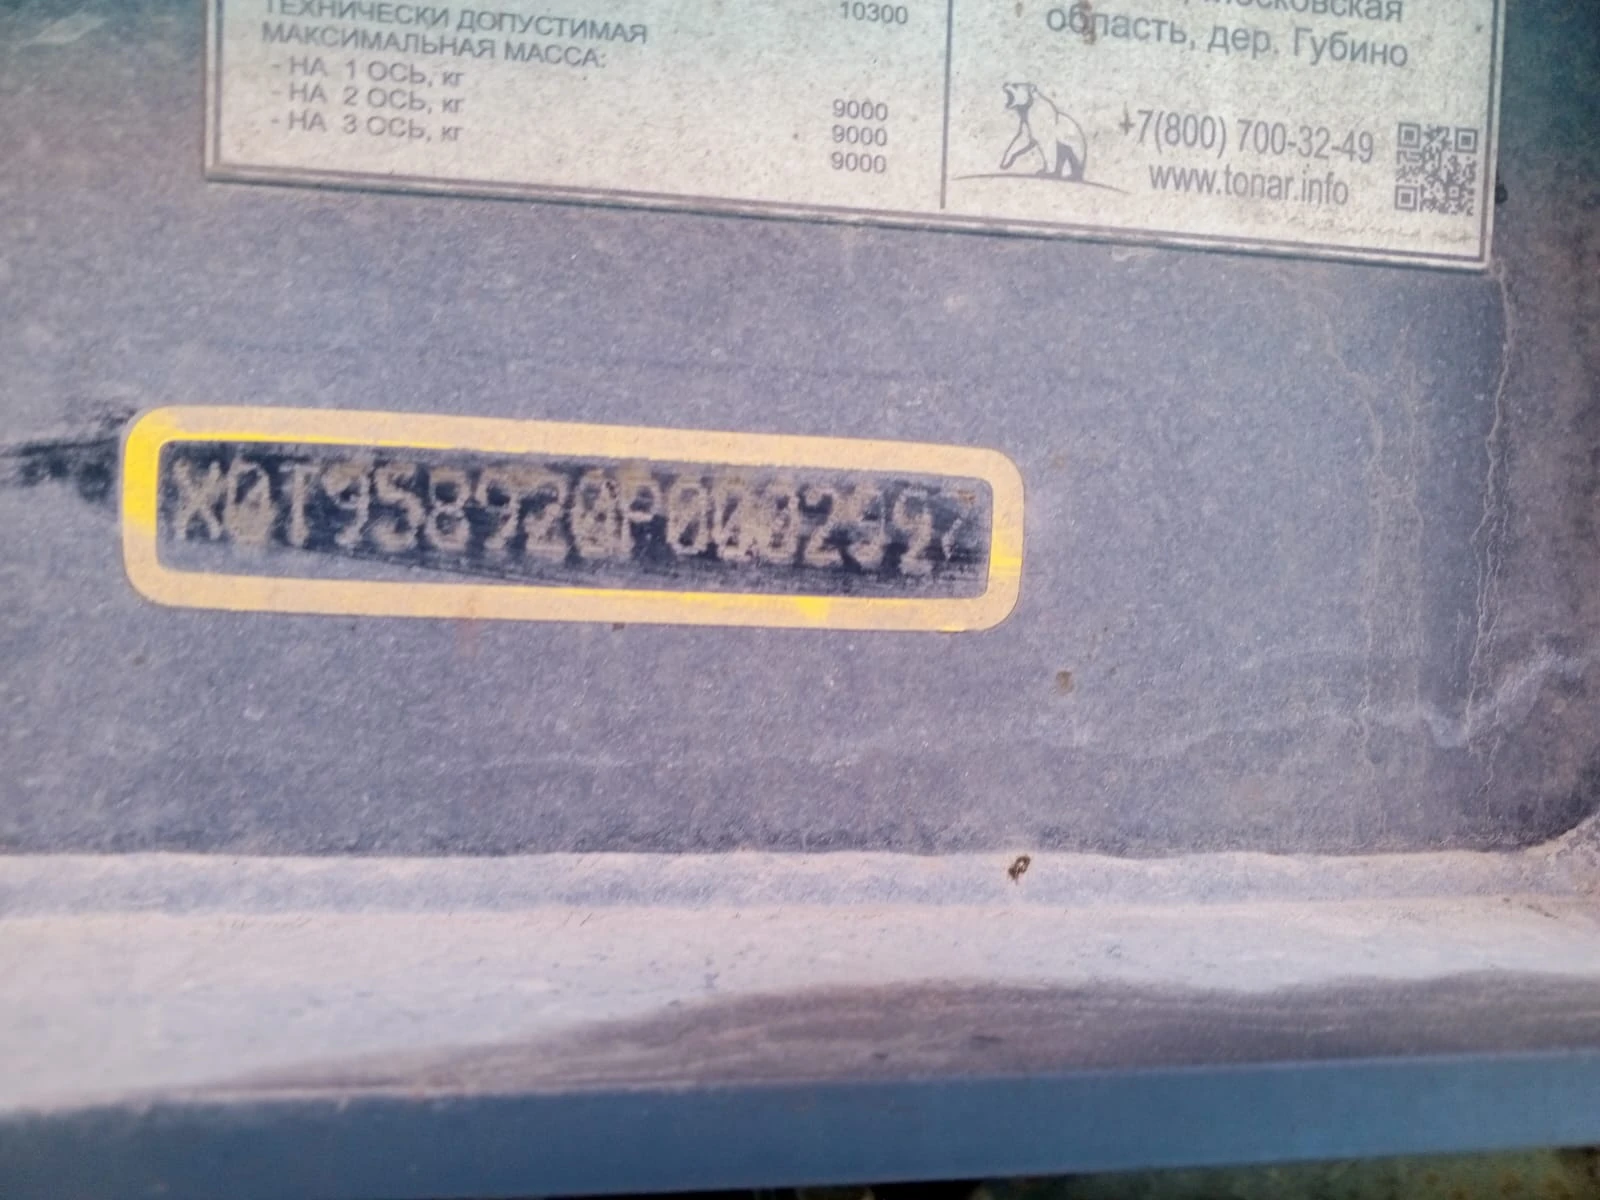 ТЕХНИЧЕСКИ ДОПУСТИМАЯ
МАКСИМАЛЬНАЯ МАССА:
10300
- НА 1 ОСЬ, кг
- НА 2 ОСЬ, кг
- НА 3 ОСЬ, кг
9000
9000
9000
область, дер. Губино
+7(800) 700-32-49
www.tonar.info
X0T958920P0002992